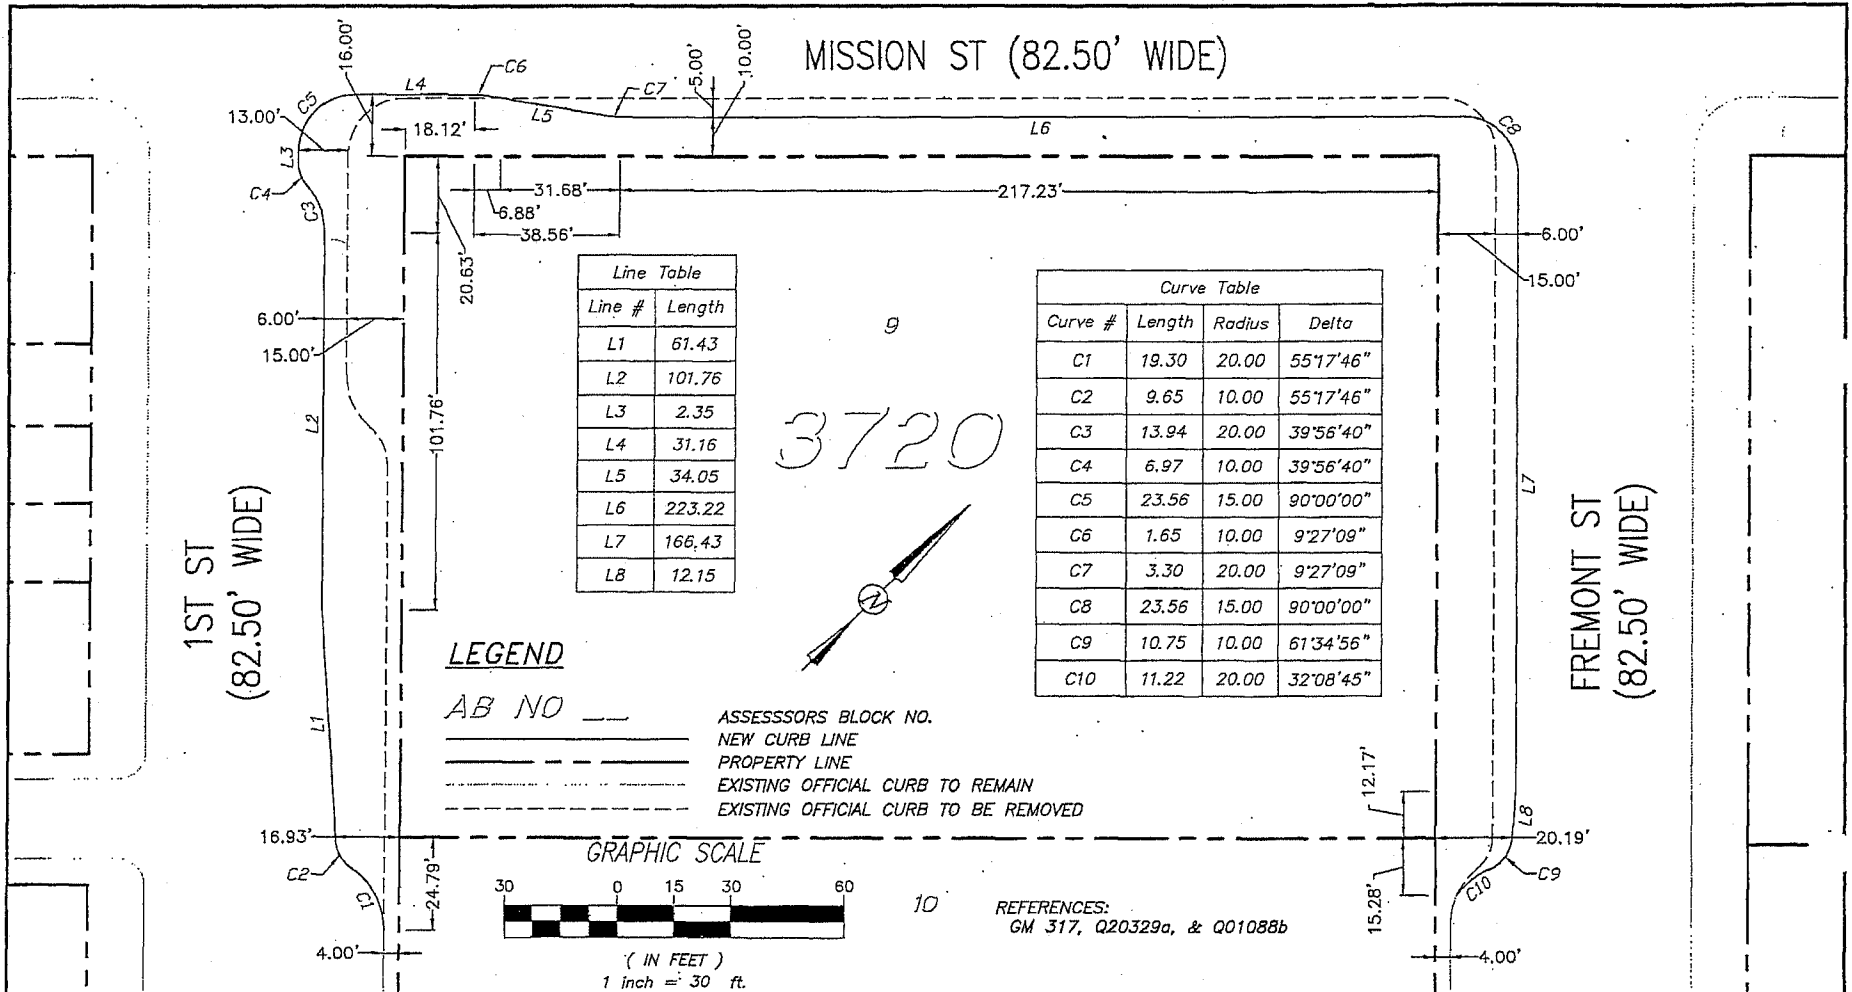 MISSION ST (82.50' WIDE)
16.00'
C6
L4
C5
C7
5.00'
10.00'
L5
13.00'
18.12'
L6
C8
L3
C4
C3
31.68'
6.88'
38.56'
217.23'
20.63'
6.00'
15.00'
6.00'
15.00'
101.76'
L2
Line Table
Line # Length
L1 61.43
L2 101.76
L3 2.35
L4 31.16
L5 34.05
L6 223.22
L7 166.43
L8 12.15
9
3720
N
Curve Table
Curve # Length Radius Delta
C1 19.30 20.00 55°17'46"
C2 9.65 10.00 55°17'46"
C3 13.94 20.00 39°56'40"
C4 6.97 10.00 39°56'40"
C5 23.56 15.00 90°00'00"
C6 1.65 10.00 9°27'09"
C7 3.30 20.00 9°27'09"
C8 23.56 15.00 90°00'00"
C9 10.75 10.00 61°34'56"
C10 11.22 20.00 32°08'45"
L7
1ST ST
(82.50' WIDE)
FREMONT ST
(82.50' WIDE)
L1
LEGEND
AB NO ASSESSSORS BLOCK NO.
NEW CURB LINE
PROPERTY LINE
EXISTING OFFICIAL CURB TO REMAIN
EXISTING OFFICIAL CURB TO BE REMOVED
12.17'
L8
16.93'
20.19'
C2
C1
24.79'
C9
C10
15.28'
4.00'
4.00'
GRAPHIC SCALE
30 0 15 30 60
( IN FEET )
1 inch = 30 ft.
10
REFERENCES:
GM 317, Q20329a, & Q01088b